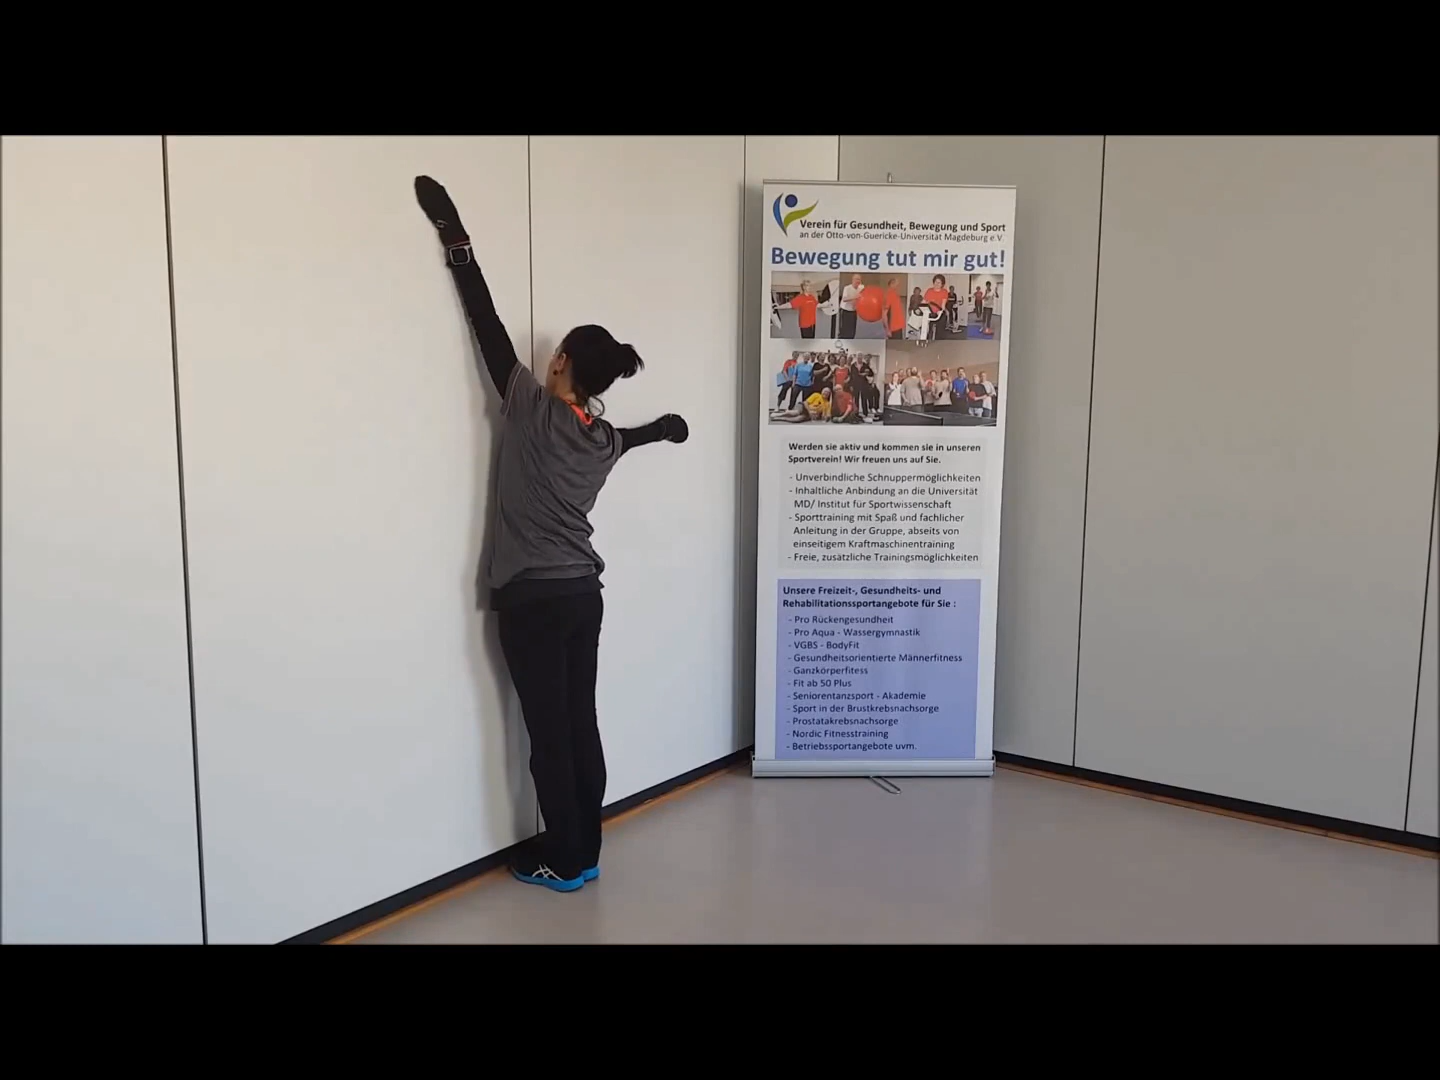 Verein für Gesundheit, Bewegung und Sport
an der Otto-von-Guericke-Universität Magdeburg e.V.
Bewegung tut mir gut!
Werden sie aktiv und kommen sie in unseren
Sportverein! Wir freuen uns auf Sie.
- Unverbindliche Schnuppermöglichkeiten
- Inhaltliche Anbindung an die Universität
MD/ Institut für Sportwissenschaft
- Sporttraining mit Spaß und fachlicher
Anleitung in der Gruppe, abseits von
einseitigem Kraftmaschinentraining
- Freie, zusätzliche Trainingsmöglichkeiten
Unsere Freizeit-, Gesundheits- und
Rehabilitationssportangebote für Sie :
- Pro Rückengesundheit
- Pro Aqua - Wassergymnastik
- VGBS - BodyFit
- Gesundheitsorientierte Männerfitness
- Ganzkörperfitess
- Fit ab 50 Plus
- Seniorentanzsport - Akademie
- Sport in der Brustkrebsnachsorge
- Prostatakrebsnachsorge
- Nordic Fitnesstraining
- Betriebssportangebote uvm.